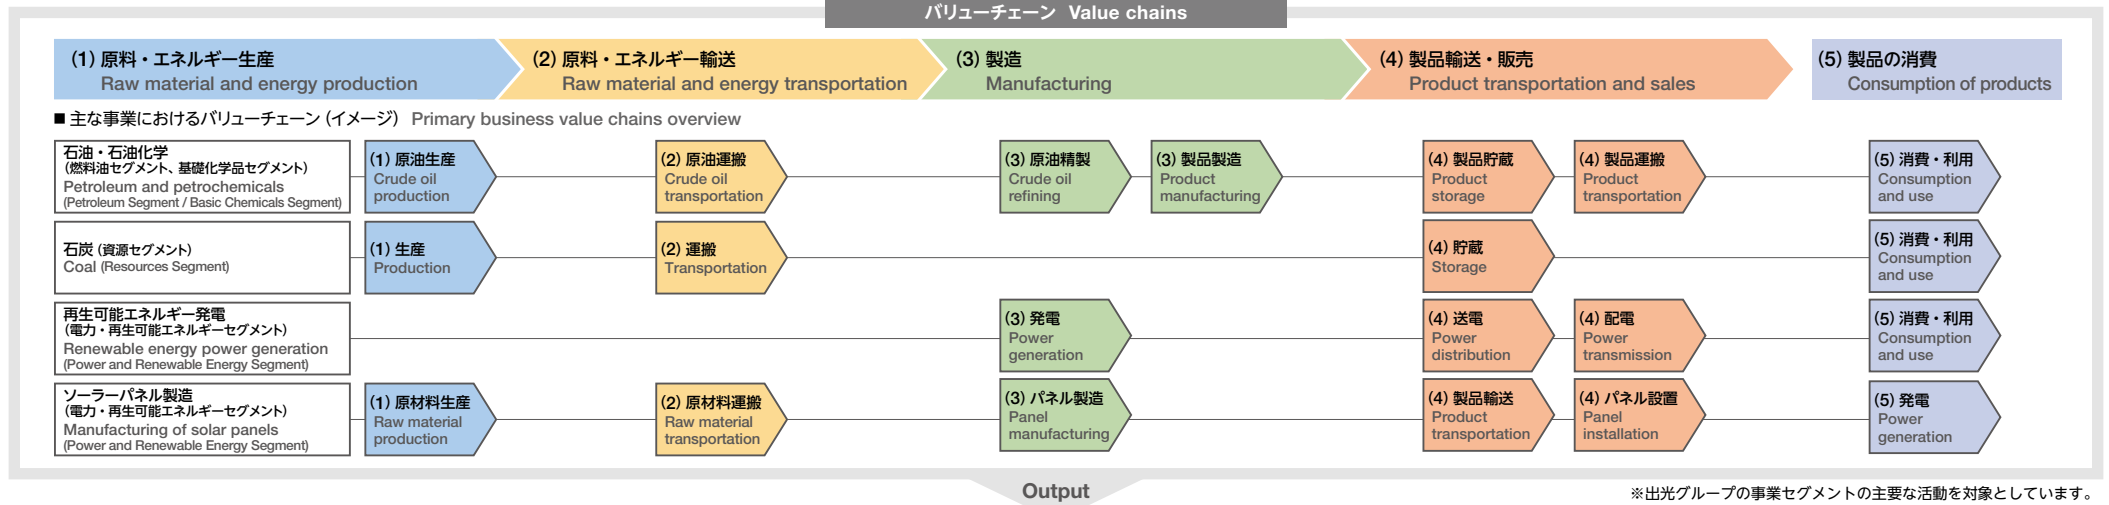 バリューチェーン Value chains
(1) 原料・エネルギー生産
Raw material and energy production
(2) 原料・エネルギー輸送
Raw material and energy transportation
(3) 製造
Manufacturing
(4) 製品輸送・販売
Product transportation and sales
(5) 製品の消費
Consumption of products
■ 主な事業におけるバリューチェーン（イメージ） Primary business value chains overview
石油・石油化学
（燃料油セグメント、基礎化学品セグメント）
Petroleum and petrochemicals
(Petroleum Segment / Basic Chemicals Segment)
(1) 原油生産
Crude oil
production
(2) 原油運搬
Crude oil
transportation
(3) 原油精製
Crude oil
refining
(3) 製品製造
Product
manufacturing
(4) 製品貯蔵
Product
storage
(4) 製品運搬
Product
transportation
(5) 消費・利用
Consumption
and use
石炭（資源セグメント）
Coal (Resources Segment)
(1) 生産
Production
(2) 運搬
Transportation
(4) 貯蔵
Storage
(5) 消費・利用
Consumption
and use
再生可能エネルギー発電
（電力・再生可能エネルギーセグメント）
Renewable energy power generation
(Power and Renewable Energy Segment)
(3) 発電
Power
generation
(4) 送電
Power
distribution
(4) 配電
Power
transmission
(5) 消費・利用
Consumption
and use
ソーラーパネル製造
（電力・再生可能エネルギーセグメント）
Manufacturing of solar panels
(Power and Renewable Energy Segment)
(1) 原材料生産
Raw material
production
(2) 原材料運搬
Raw material
transportation
(3) パネル製造
Panel
manufacturing
(4) 製品輸送
Product
transportation
(4) パネル設置
Panel
installation
(5) 発電
Power
generation
Output
※出光グループの事業セグメントの主要な活動を対象としています。